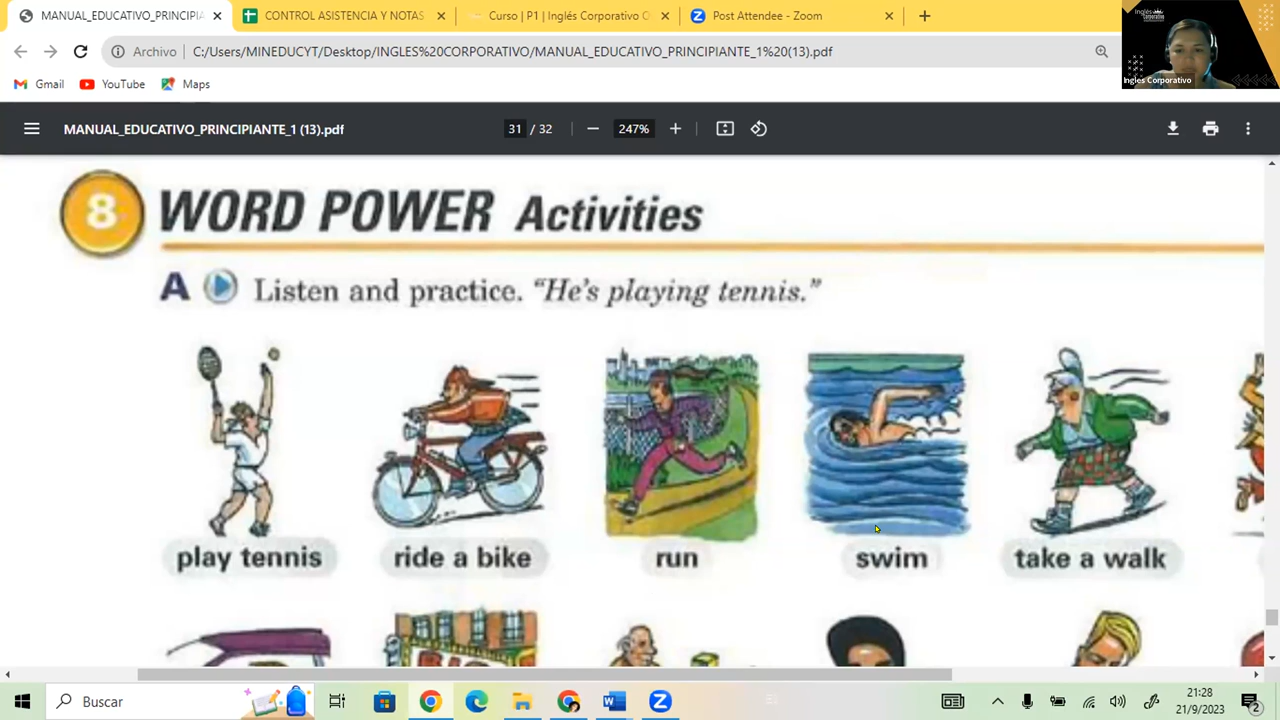 MANUAL_EDUCATIVO_PRINCIPIA
CONTROL ASISTENCIA Y NOTAS
Curso | P1 | Inglés Corporativo O
Post Attendee - Zoom
Archivo
C:/Users/MINEDUCYT/Desktop/INGLES%20CORPORATIVO/MANUAL_EDUCATIVO_PRINCIPIANTE_1%20(13).pdf
Gmail
YouTube
Maps
Inglés Corporativo
MANUAL_EDUCATIVO_PRINCIPIANTE_1 (13).pdf
31 / 32
247%
8 WORD POWER Activities
A Listen and practice. "He's playing tennis."
play tennis
ride a bike
run
swim
take a walk
Buscar
21:28
21/9/2023
2